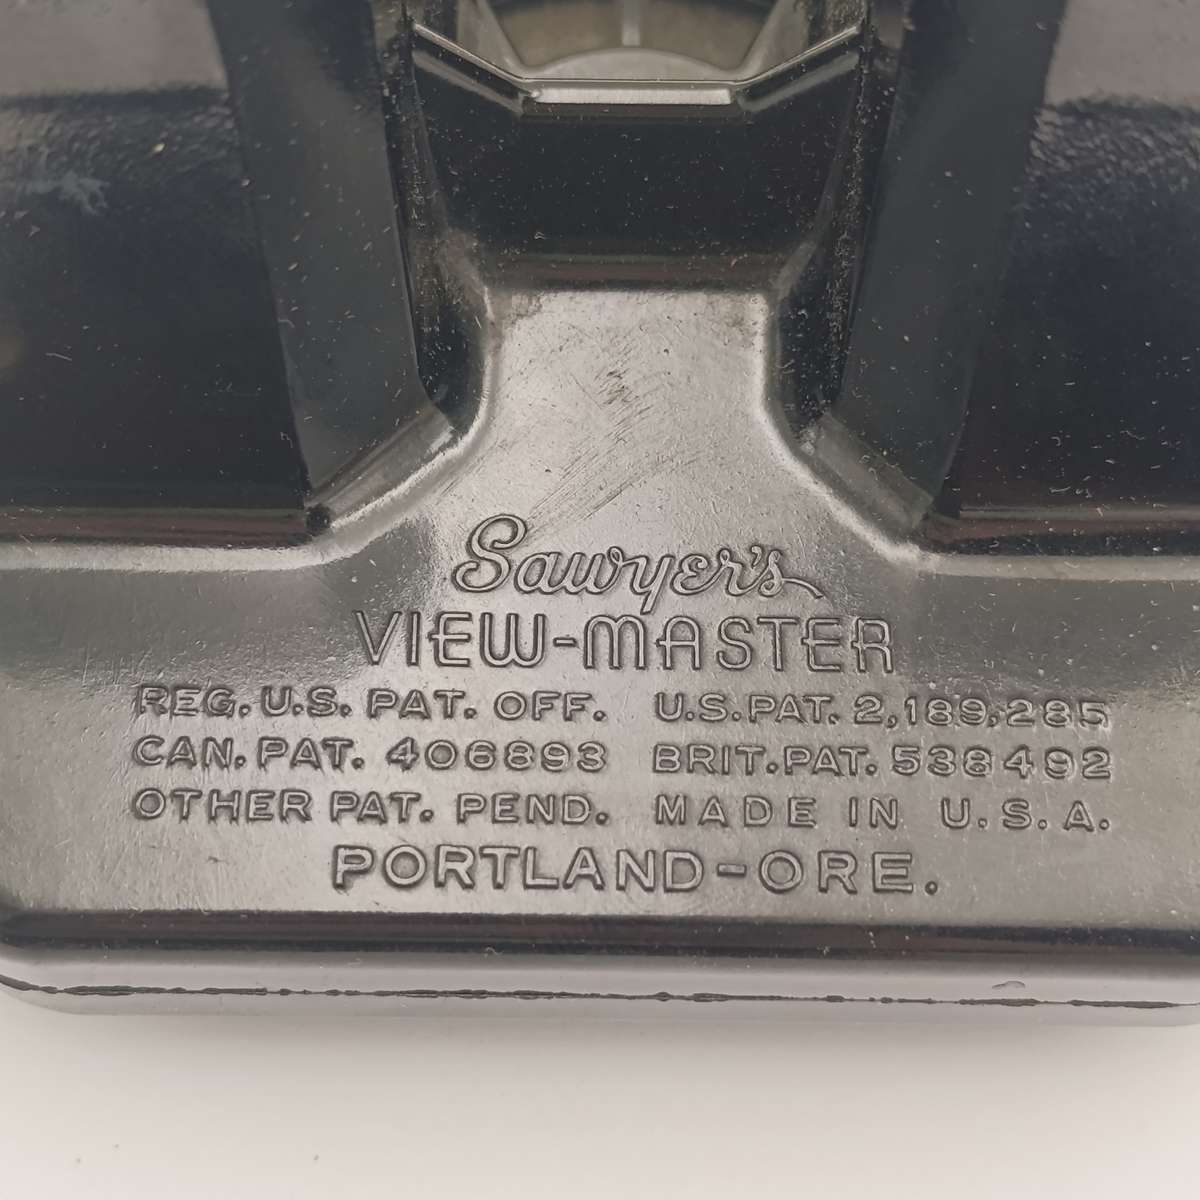 Sawyer's
VIEW-MASTER
REG. U.S. PAT. OFF. U.S. PAT. 2,189,285
CAN. PAT. 406893 BRIT. PAT. 538492
OTHER PAT. PEND. MADE IN U.S.A.
PORTLAND-ORE.